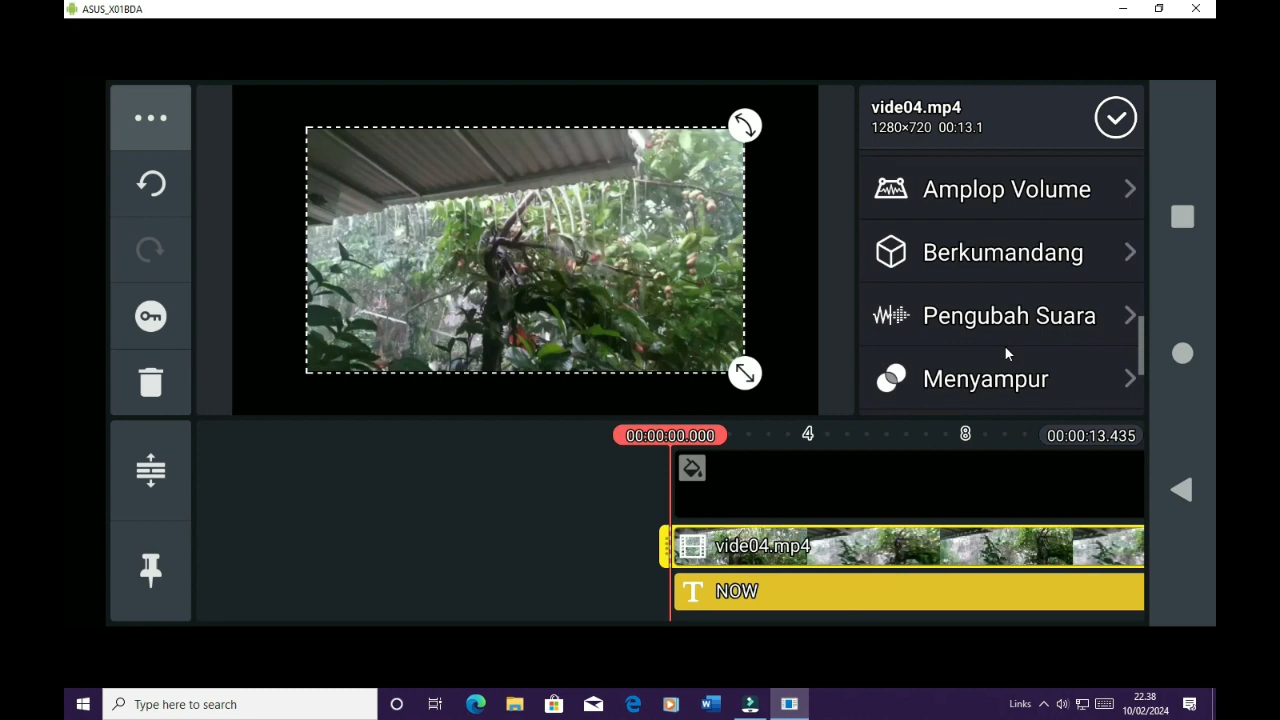 ASUS_X01BDA
vide04.mp4
1280×720 00:13.1
Amplop Volume
Berkumandang
Pengubah Suara
Menyampur
00:00:00.000
4
8
00:00:13.435
vide04.mp4
T NOW
Type here to search
Links
22.38
10/02/2024